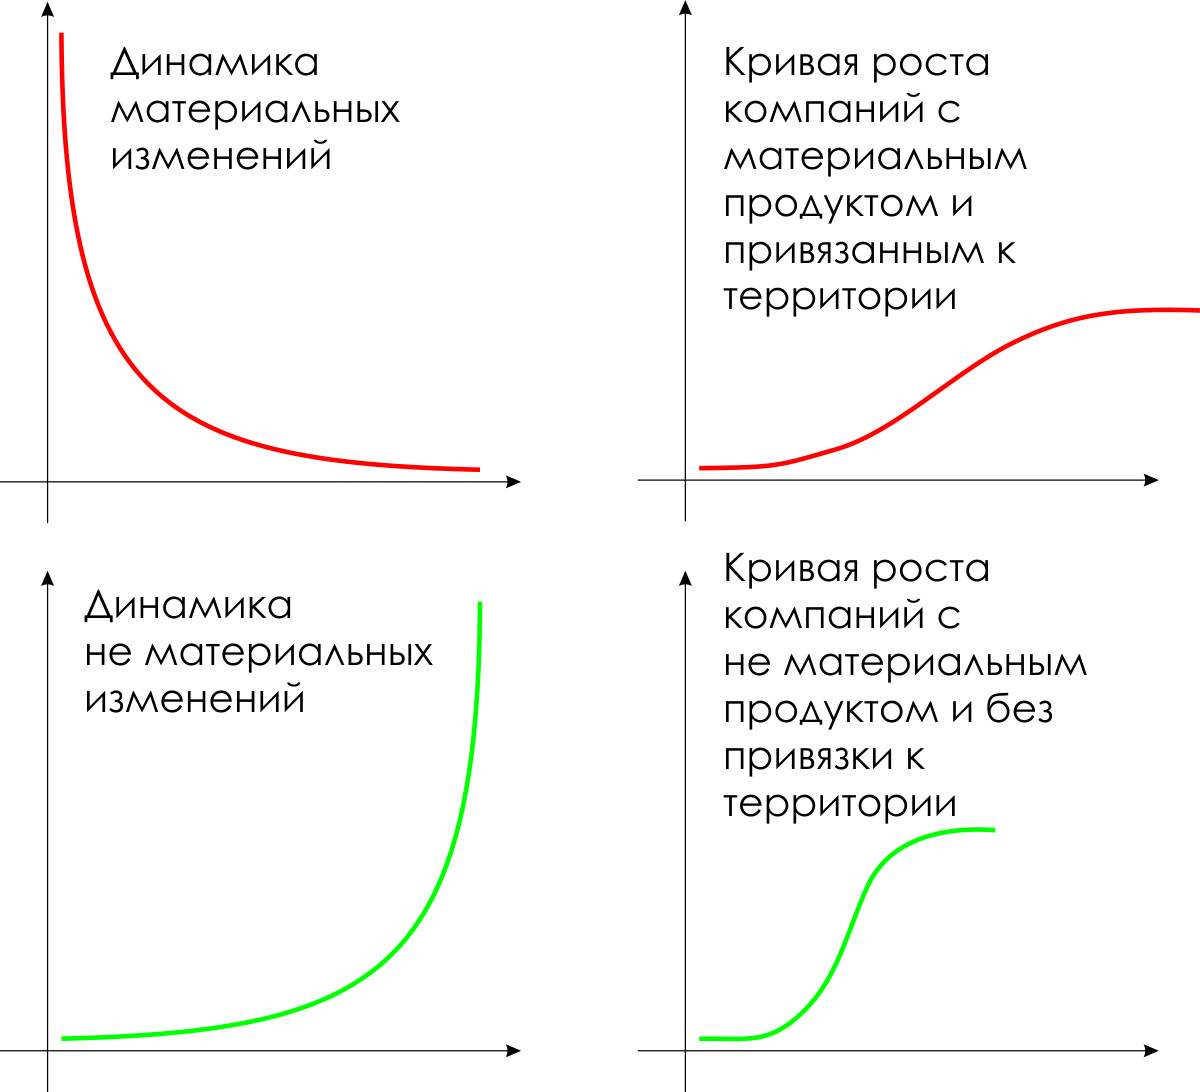 Динамика
материальных
изменений
Кривая роста
компаний с
материальным
продуктом и
привязанным к
территории
Динамика
не материальных
изменений
Кривая роста
компаний с
не материальным
продуктом и без
привязки к
территории